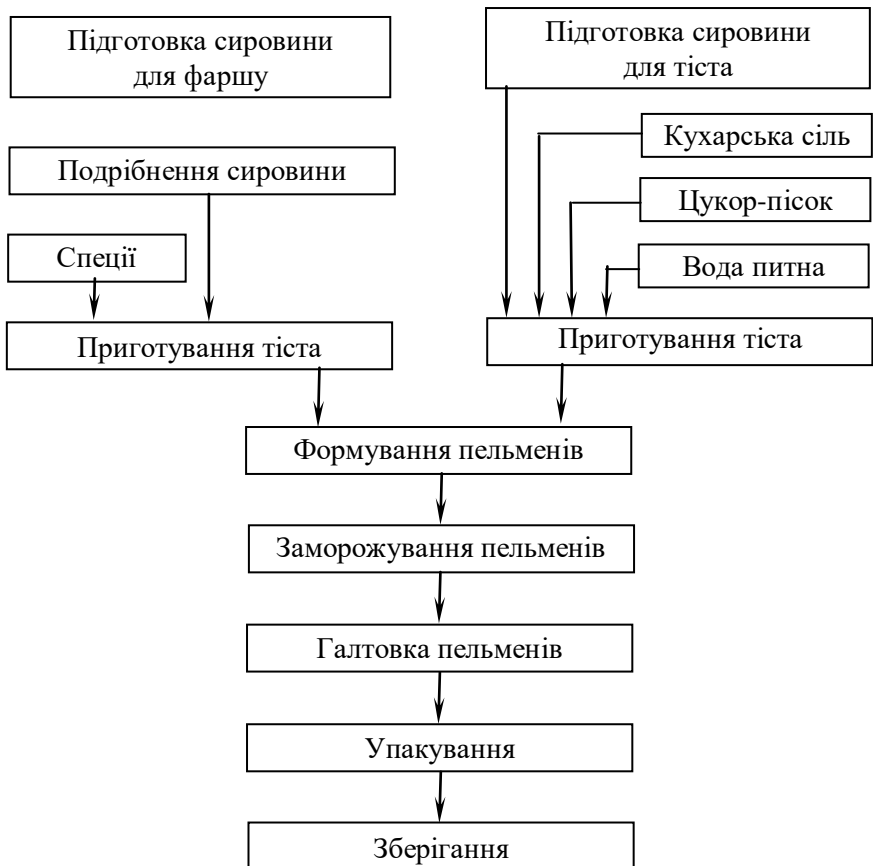 Підготовка сировини
для фаршу
Підготовка сировини
для тіста
Кухарська сіль
Подрібнення сировини
Цукор-пісок
Спеції
Вода питна
Приготування тіста
Приготування тіста
Формування пельменів
Заморожування пельменів
Галтовка пельменів
Упакування
Зберігання